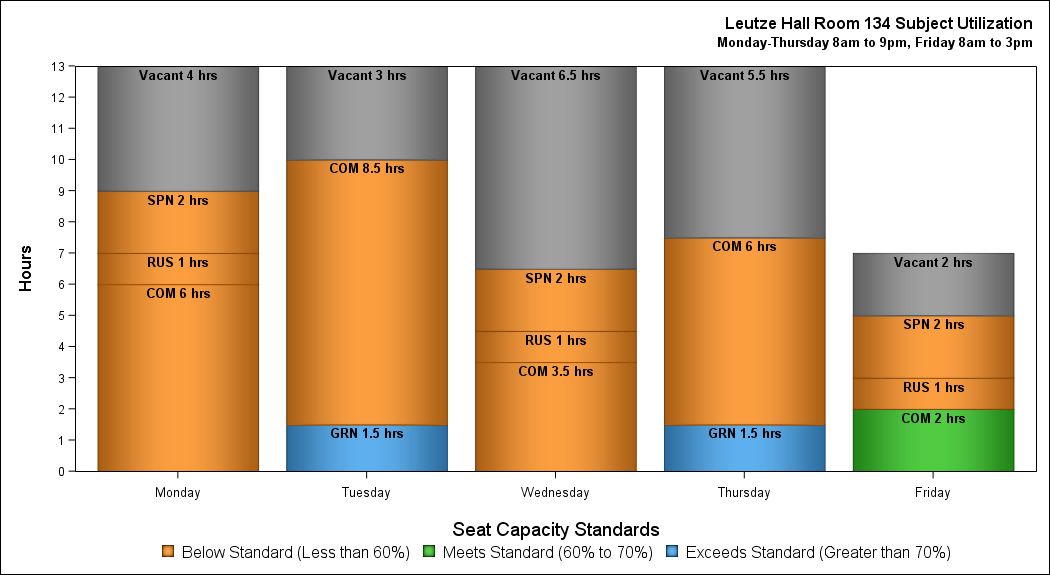 Leutze Hall Room 134 Subject Utilization
Monday-Thursday 8am to 9pm, Friday 8am to 3pm
Hours
13
12
11
10
9
8
7
6
5
4
3
2
1
0
Vacant 4 hrs
SPN 2 hrs
RUS 1 hrs
COM 6 hrs
Vacant 3 hrs
COM 8.5 hrs
GRN 1.5 hrs
Vacant 6.5 hrs
SPN 2 hrs
RUS 1 hrs
COM 3.5 hrs
Vacant 5.5 hrs
COM 6 hrs
GRN 1.5 hrs
Vacant 2 hrs
SPN 2 hrs
RUS 1 hrs
COM 2 hrs
Monday Tuesday Wednesday Thursday Friday
Seat Capacity Standards
Below Standard (Less than 60%) Meets Standard (60% to 70%) Exceeds Standard (Greater than 70%)